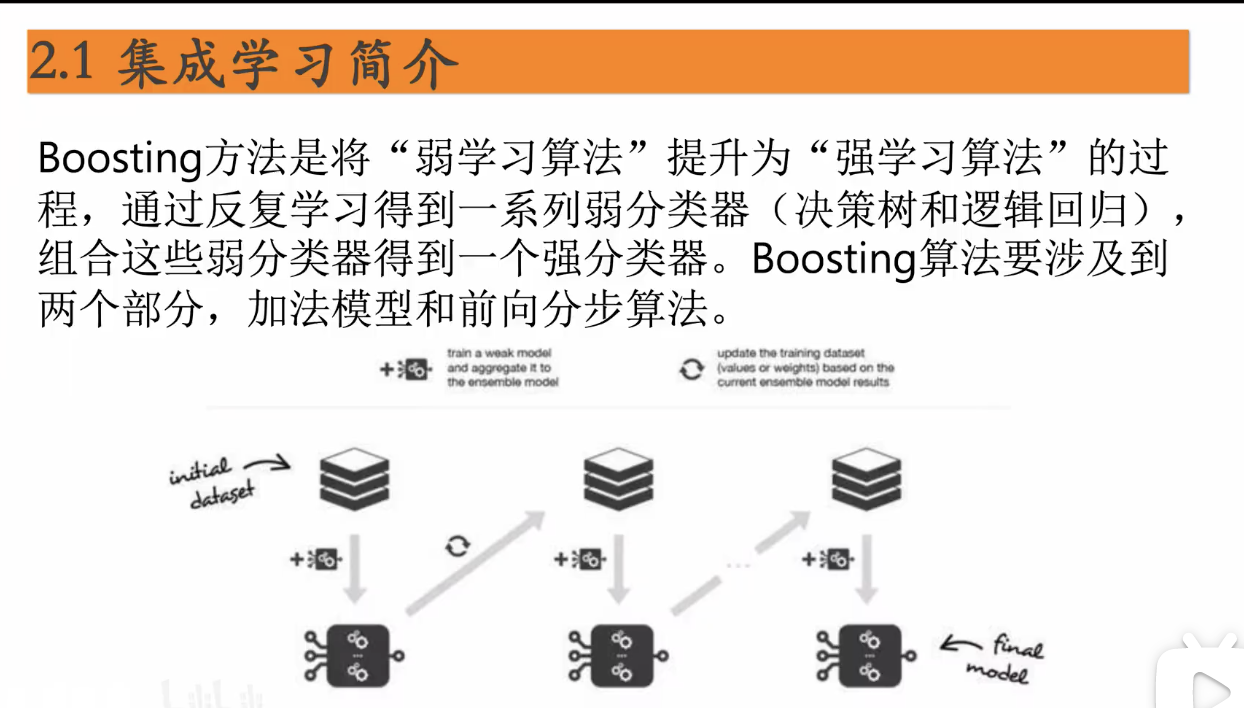 2.1 集成学习简介
Boosting方法是将“弱学习算法”提升为“强学习算法”的过
程，通过反复学习得到一系列弱分类器（决策树和逻辑回归），
组合这些弱分类器得到一个强分类器。Boosting算法要涉及到
两个部分，加法模型和前向分步算法。
train a weak model
and aggregate it to
the ensemble model
update the training dataset
(values or weights) based on the
current ensemble model results
initial
dataset
...
final
model